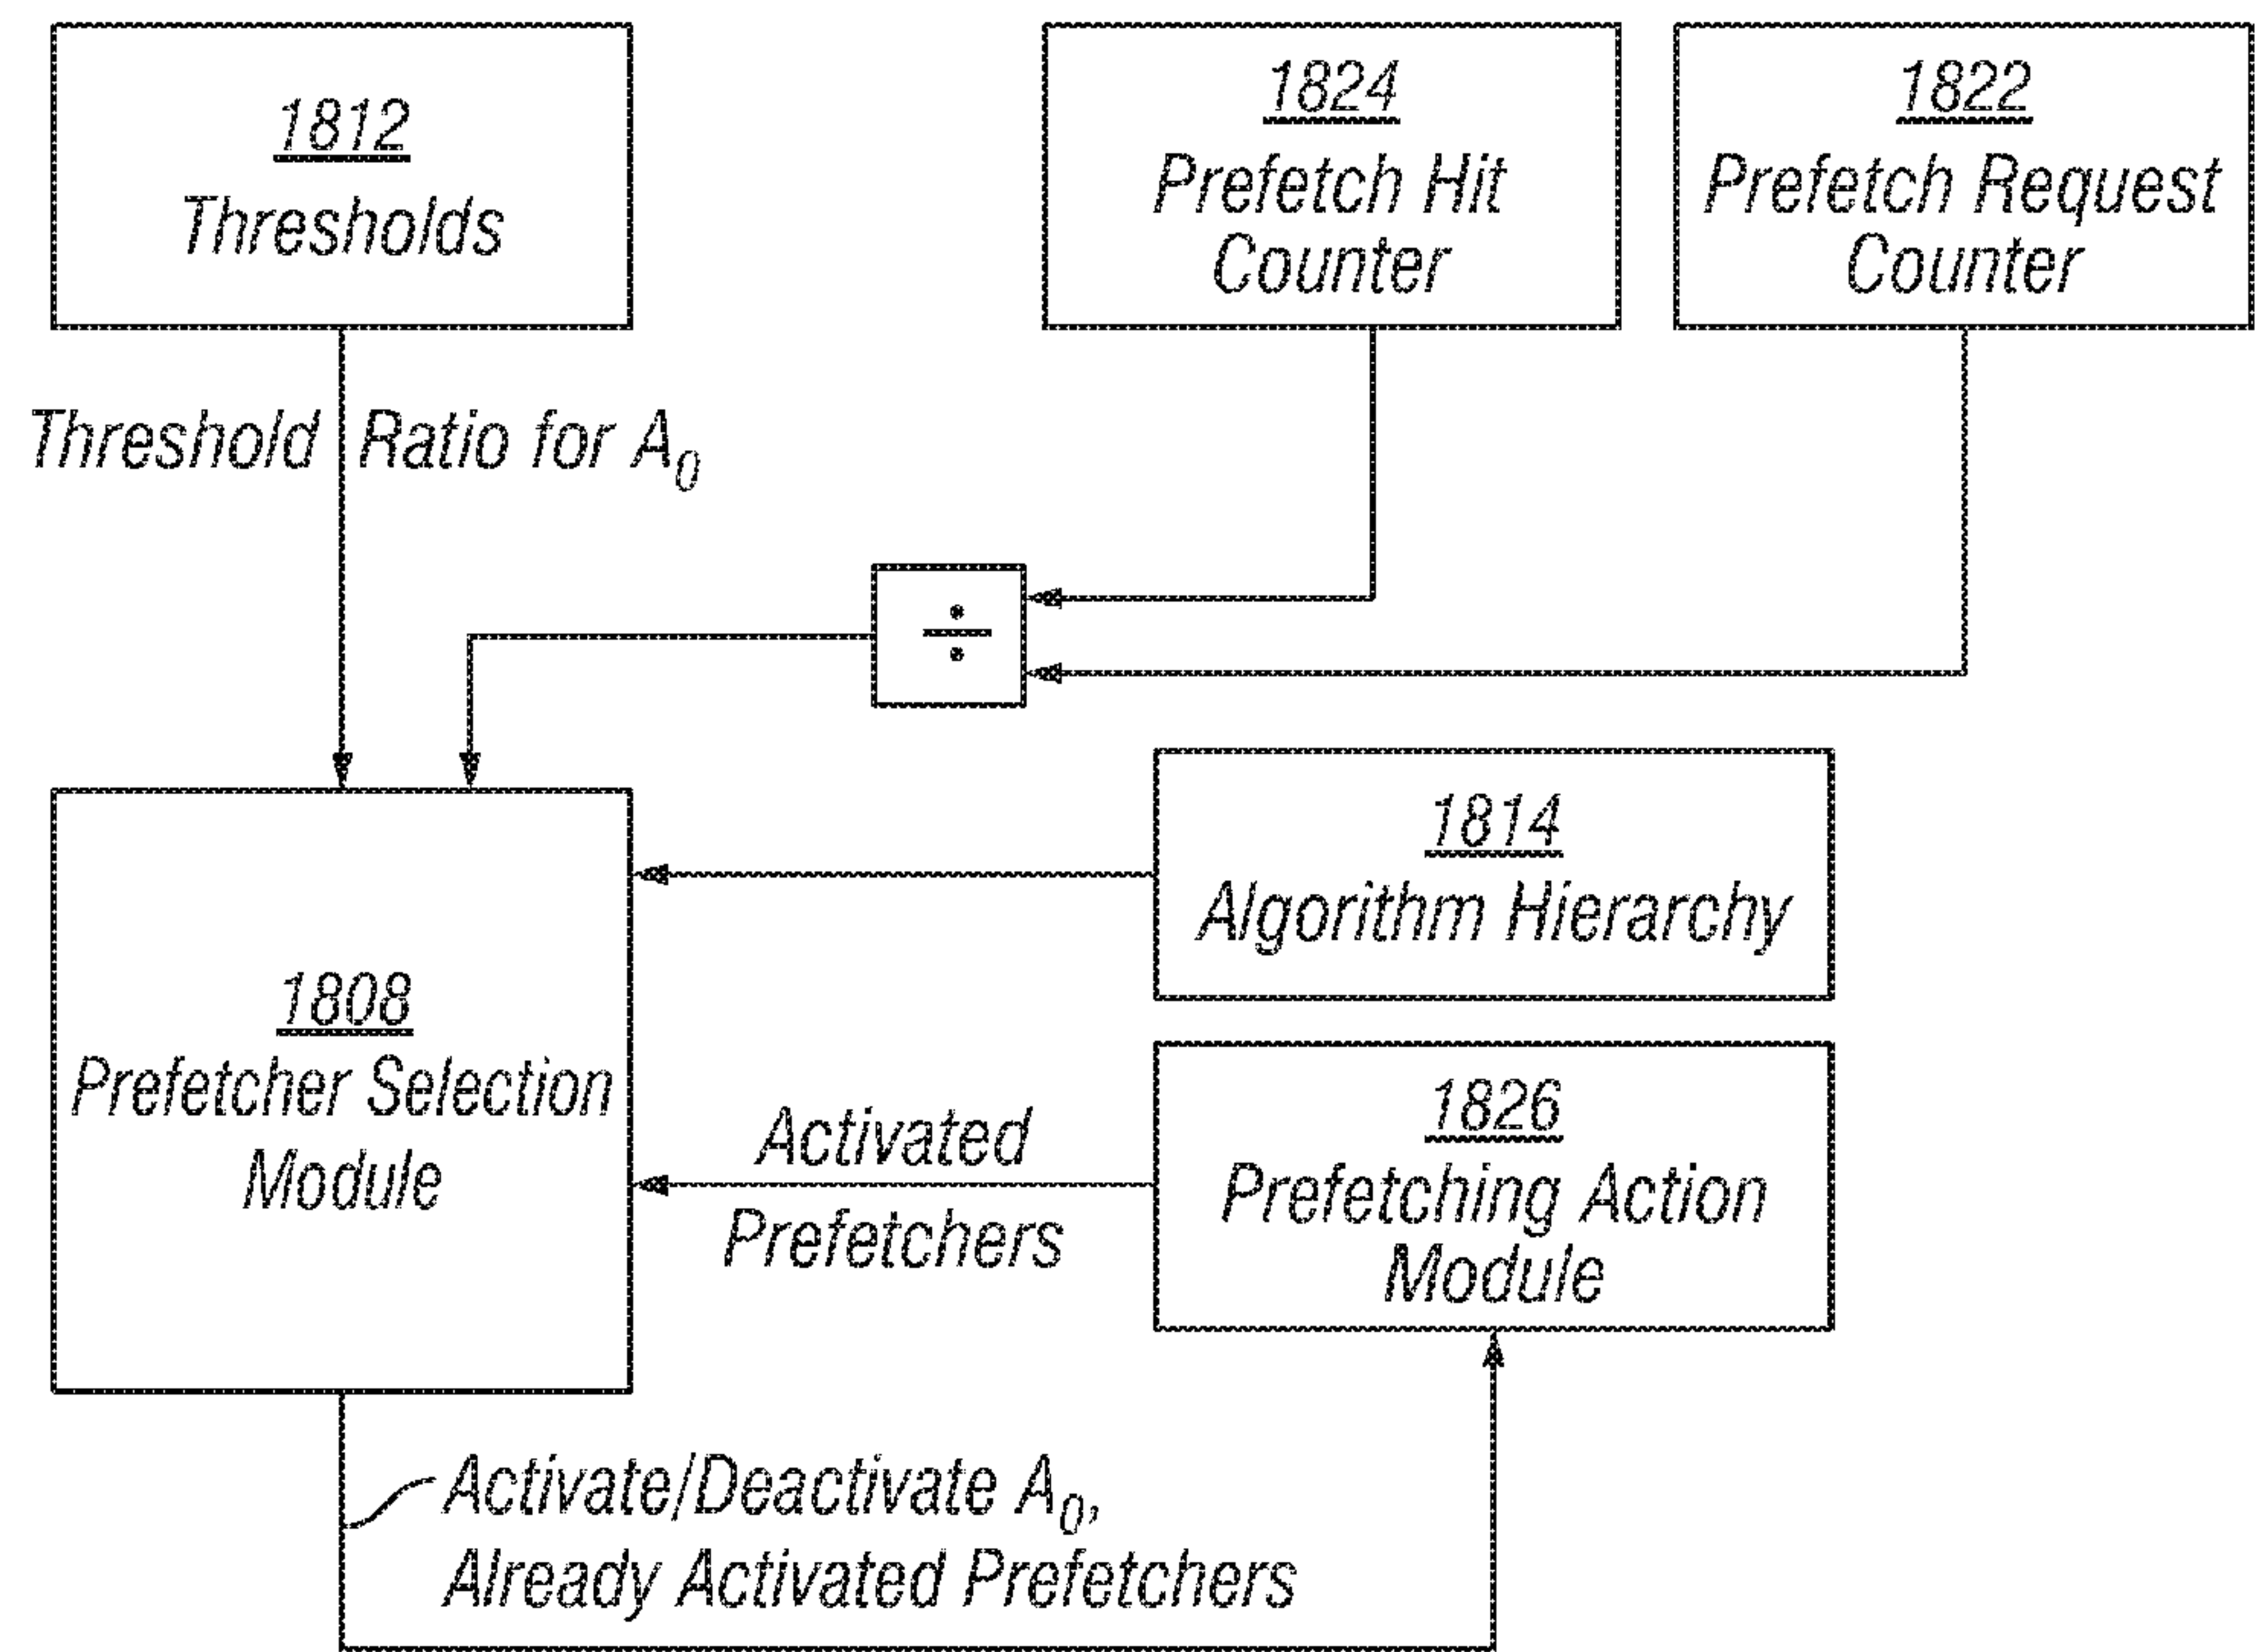 1812
Thresholds
1824
Prefetch Hit
Counter
1822
Prefetch Request
Counter
Threshold Ratio for A₀
÷
1814
Algorithm Hierarchy
1808
Prefetcher Selection
Module
Activated
Prefetchers
1826
Prefetching Action
Module
Activate/Deactivate A₀,
Already Activated Prefetchers